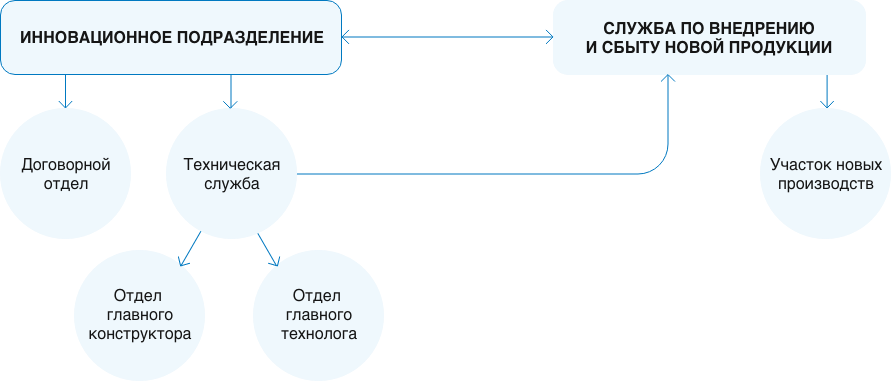 ИННОВАЦИОННОЕ ПОДРАЗДЕЛЕНИЕ
СЛУЖБА ПО ВНЕДРЕНИЮ
И СБЫТУ НОВОЙ ПРОДУКЦИИ
Договорной
отдел
Техническая
служба
Участок новых
производств
Отдел
главного
конструктора
Отдел
главного
технолога